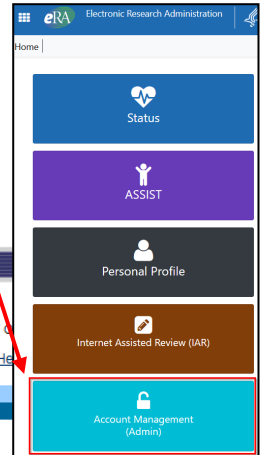 eRA Electronic Research Administration
Home
Status
ASSIST
Personal Profile
Internet Assisted Review (IAR)
Account Management
(Admin)